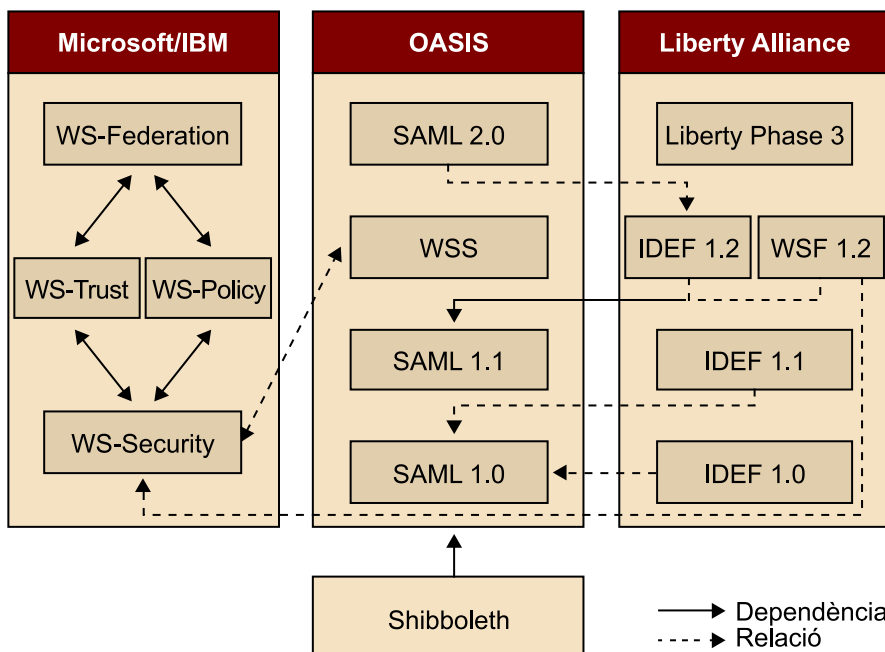 Microsoft/IBM
WS-Federation
WS-Trust
WS-Policy
WS-Security
OASIS
SAML 2.0
WSS
SAML 1.1
SAML 1.0
Liberty Alliance
Liberty Phase 3
IDEF 1.2
WSF 1.2
IDEF 1.1
IDEF 1.0
Shibboleth
Dependència
Relació